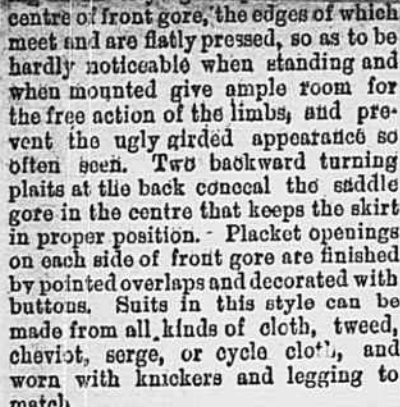 centre of front gore, the edges of which
meet and are flatly pressed, so as to be
hardly noticeable when standing and
when mounted give ample room for
the free action of the limbs, and pre-
vent the ugly girded appearance so
often seen. Two backward turning
plaits at the back conceal the saddle
gore in the centre that keeps the skirt
in proper position. - Placket openings
on each side of front gore are finished
by pointed overlaps and decorated with
buttons. Suits in this style can be
made from all kinds of cloth, tweed,
cheviot, serge, or cycle cloth, and
worn with knickers and legging to
match